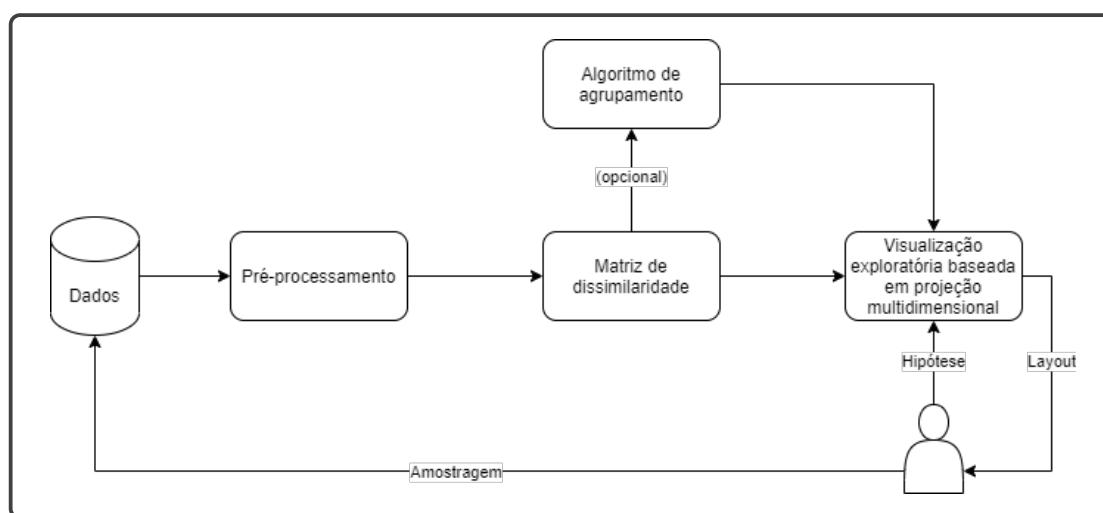 Algoritmo de
agrupamento
(opcional)
Dados
Pré-processamento
Matriz de
dissimilaridade
Visualização
exploratória baseada
em projeção
multidimensional
Hipótese
Layout
Amostragem